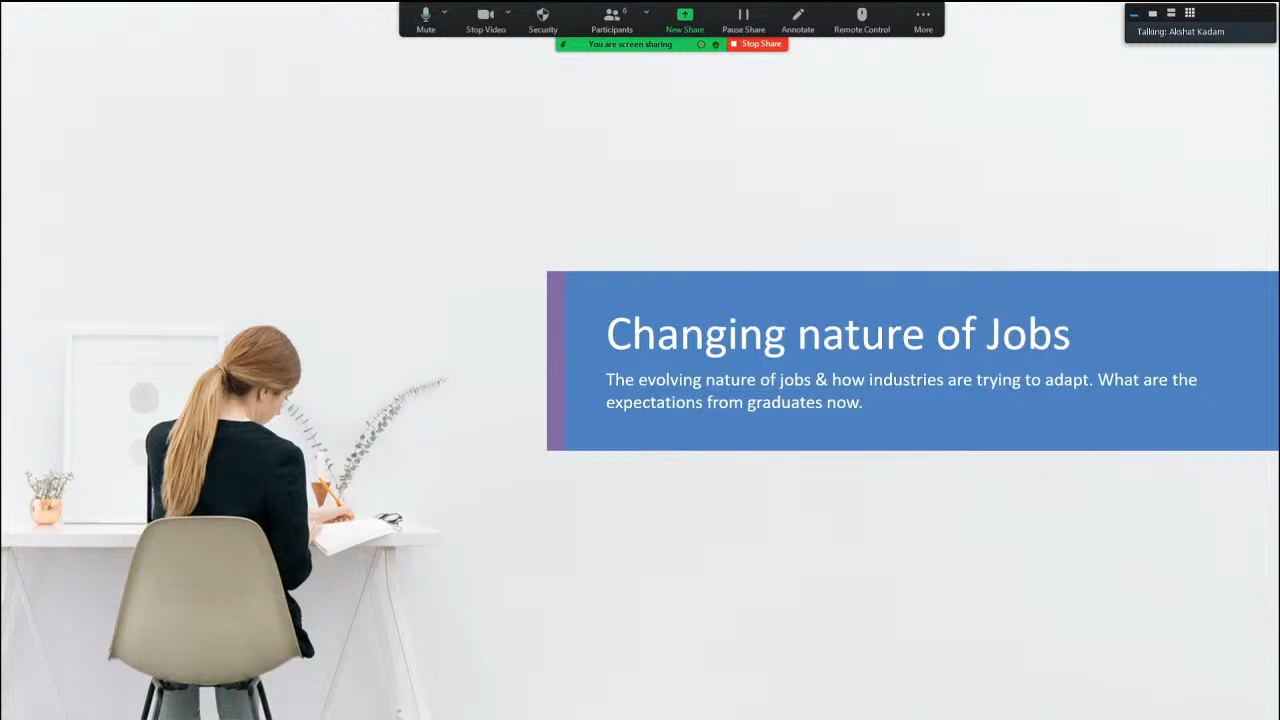 6
Mute
Stop Video
Security
Participants
New Share
Pause Share
Annotate
Remote Control
More
You are screen sharing
Stop Share
Talking: Akshat Kadam
Changing nature of Jobs
The evolving nature of jobs & how industries are trying to adapt. What are the
expectations from graduates now.